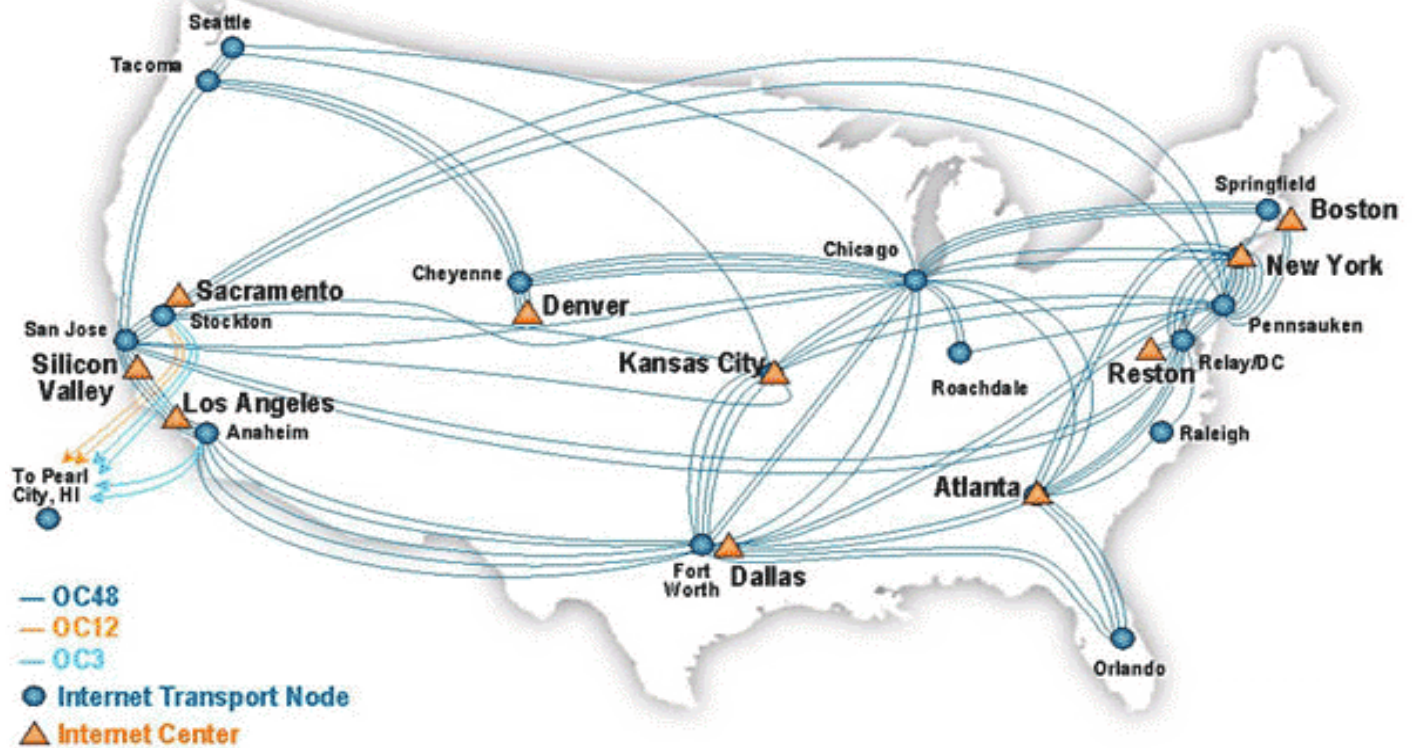 Seattle
Tacoma
Springfield
Boston
Chicago
New York
Cheyenne
Denver
Sacramento
Stockton
San Jose
Pennsauken
Silicon
Valley
Kansas City
Relay/DC
Reston
Roachdale
Los Angeles
Anaheim
Raleigh
To Pearl
City, HI
Atlanta
Fort
Worth
Dallas
Orlando
OC48
OC12
OC3
Internet Transport Node
Internet Center